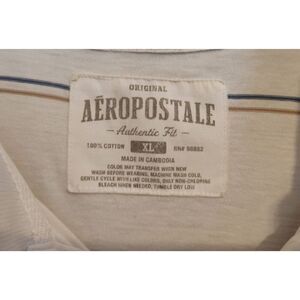 ORIGINAL
AÉROPOSTALE
Authentic Fit
100% COTTON XL RN#
MADE IN CAMBODIA
COLOR MAY TRANSFER WHEN NEW
WASH BEFORE WEARING, MACHINE WASH COLD,
GENTLE CYCLE WITH LIKE COLORS, ONLY NON-CHLORINE
BLEACH WHEN NEEDED, TUMBLE DRY LOW